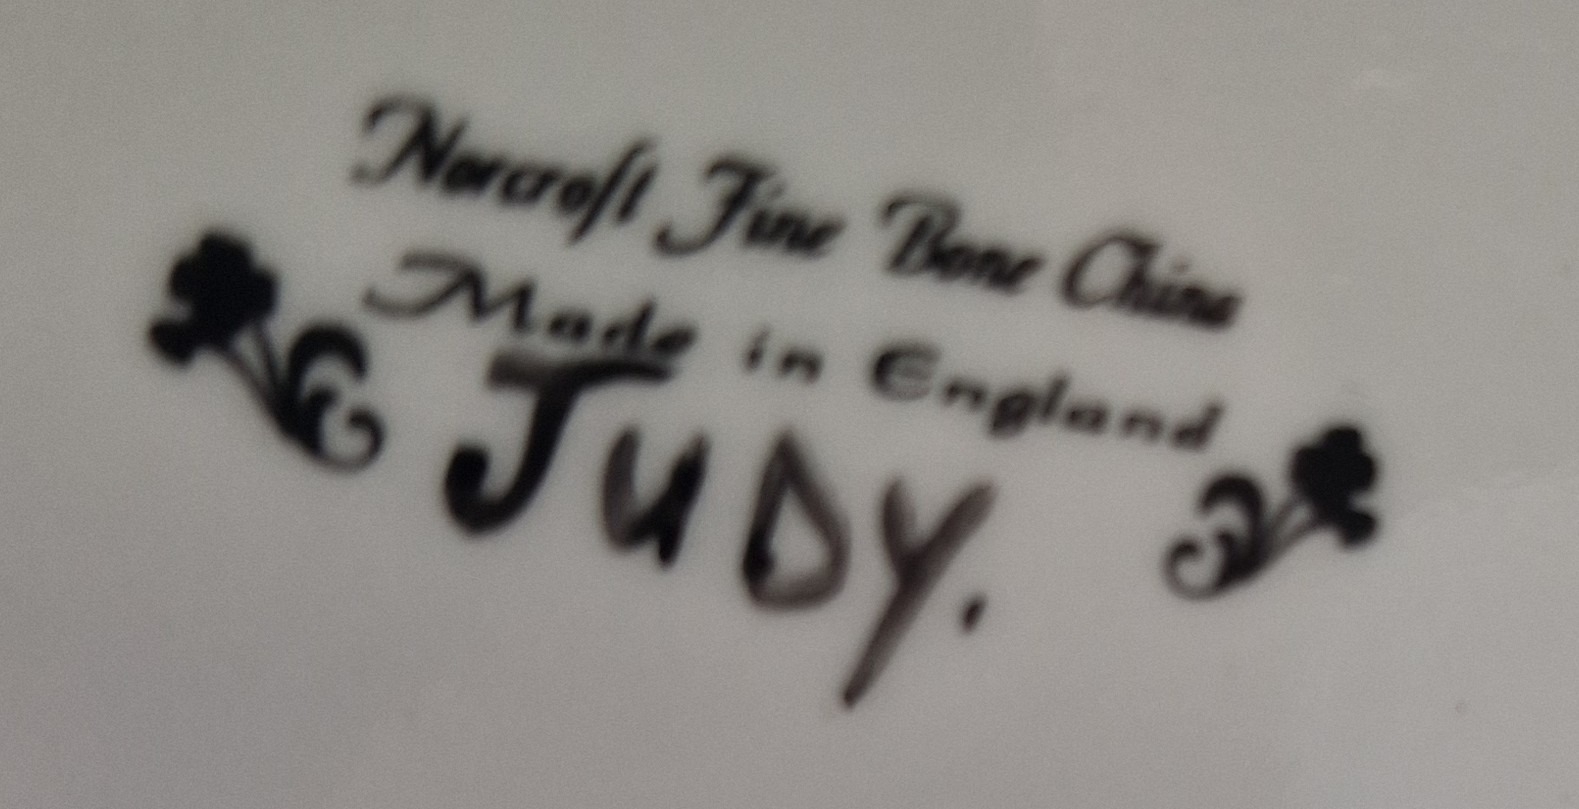 Norcroft Fine Bone China
Made in England
JUDY.